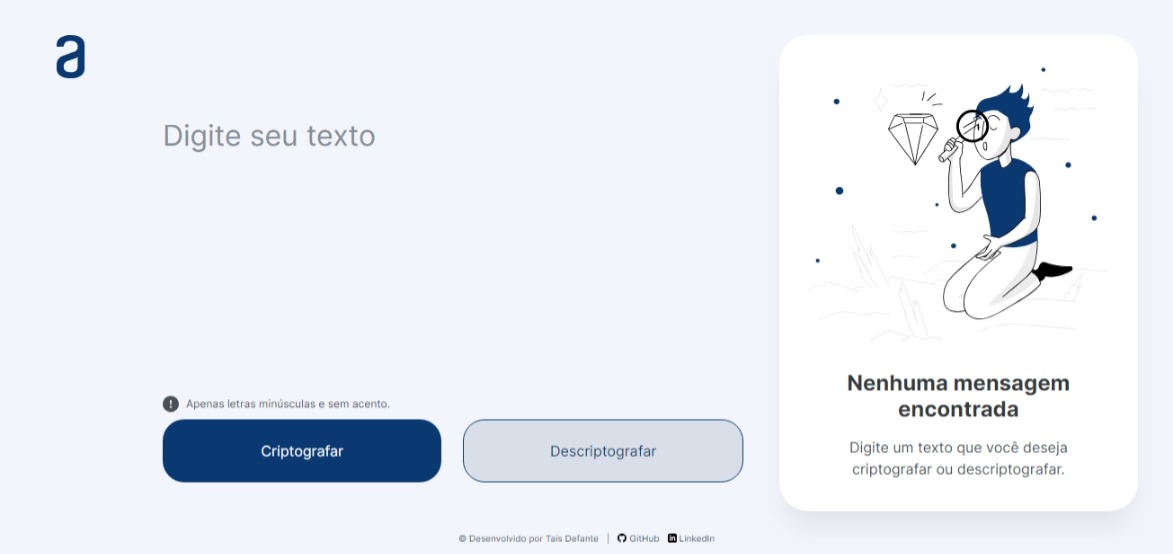 a
Digite seu texto
Apenas letras minúsculas e sem acento.
Criptografar
Descriptografar
Nenhuma mensagem
encontrada
Digite um texto que você deseja
criptografar ou descriptografar.
© Desenvolvido por Tais Defante | GitHub LinkedIn